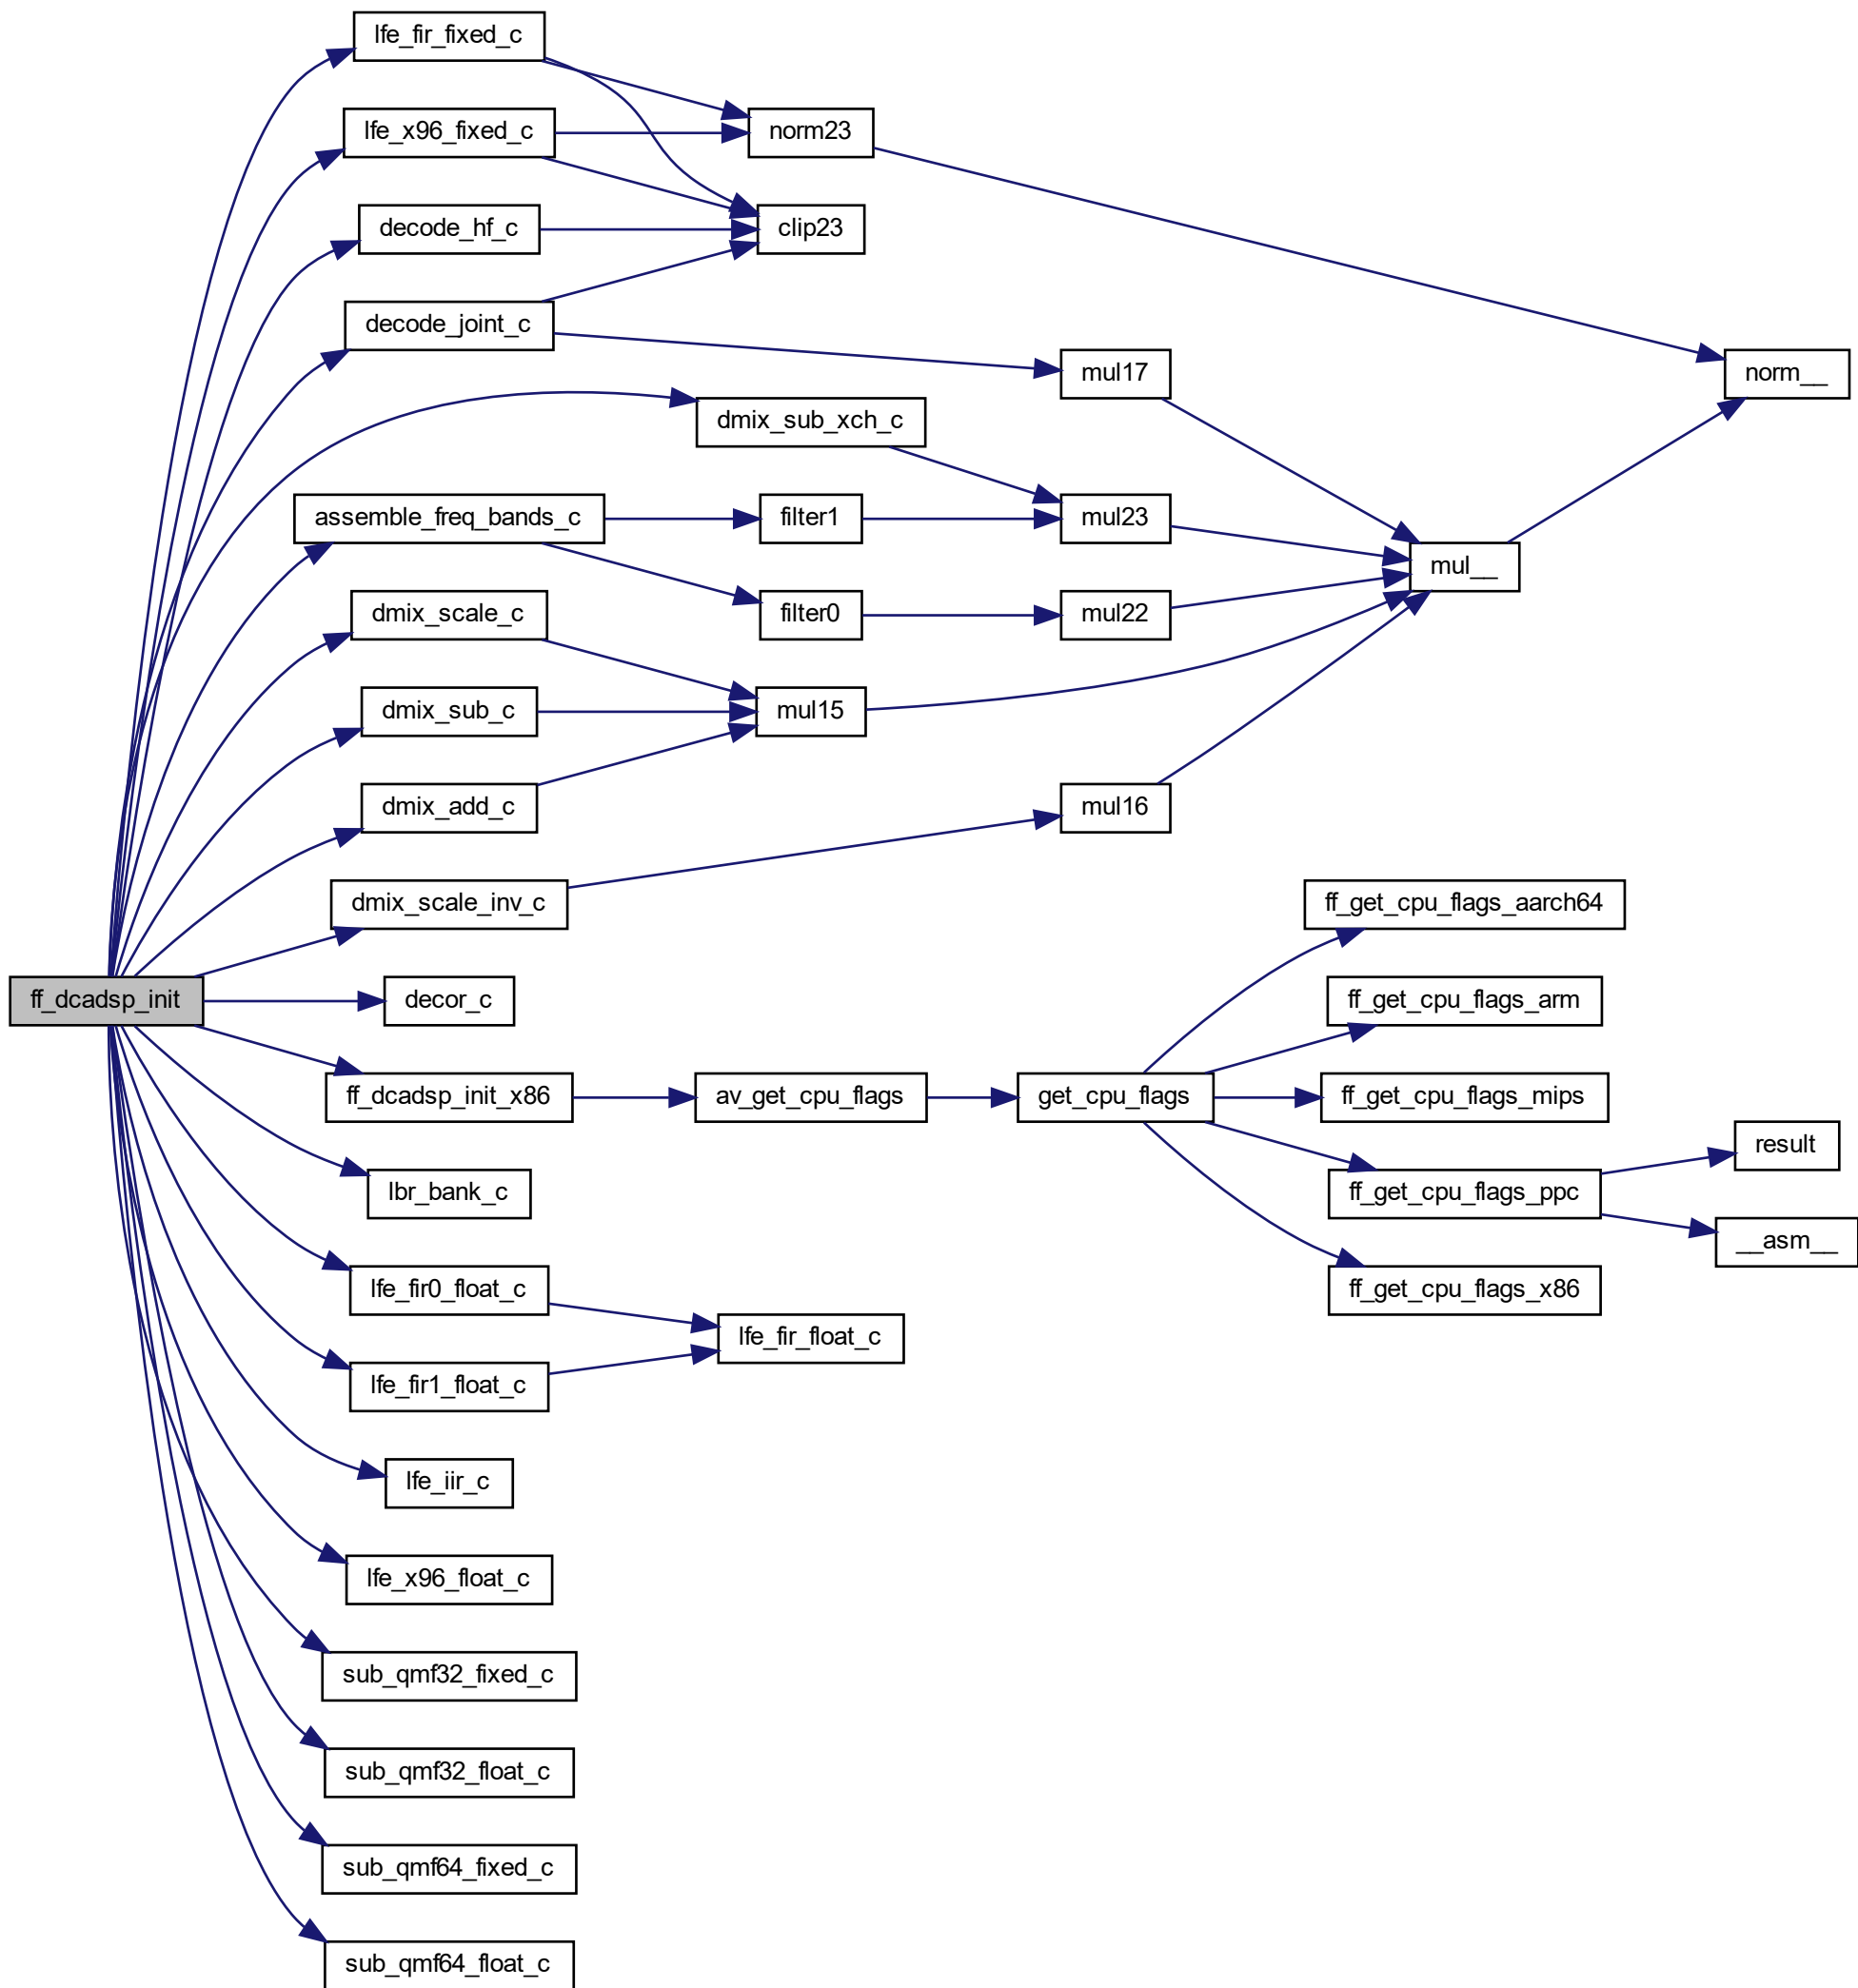 lfe_fir_fixed_c
lfe_x96_fixed_c
norm23
decode_hf_c
clip23
decode_joint_c
mul17
norm__
dmix_sub_xch_c
assemble_freq_bands_c
filter1
mul23
mul__
dmix_scale_c
filter0
mul22
dmix_sub_c
mul15
dmix_add_c
mul16
dmix_scale_inv_c
ff_get_cpu_flags_aarch64
ff_dcadsp_init
decor_c
ff_get_cpu_flags_arm
ff_dcadsp_init_x86
av_get_cpu_flags
get_cpu_flags
ff_get_cpu_flags_mips
result
lbr_bank_c
ff_get_cpu_flags_ppc
__asm__
lfe_fir0_float_c
ff_get_cpu_flags_x86
lfe_fir_float_c
lfe_fir1_float_c
lfe_iir_c
lfe_x96_float_c
sub_qmf32_fixed_c
sub_qmf32_float_c
sub_qmf64_fixed_c
sub_qmf64_float_c